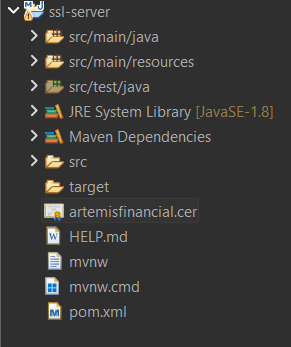 ssl-server
src/main/java
src/main/resources
src/test/java
JRE System Library [JavaSE-1.8]
Maven Dependencies
src
target
artemisfinancial.cer
HELP.md
mvnw
mvnw.cmd
pom.xml